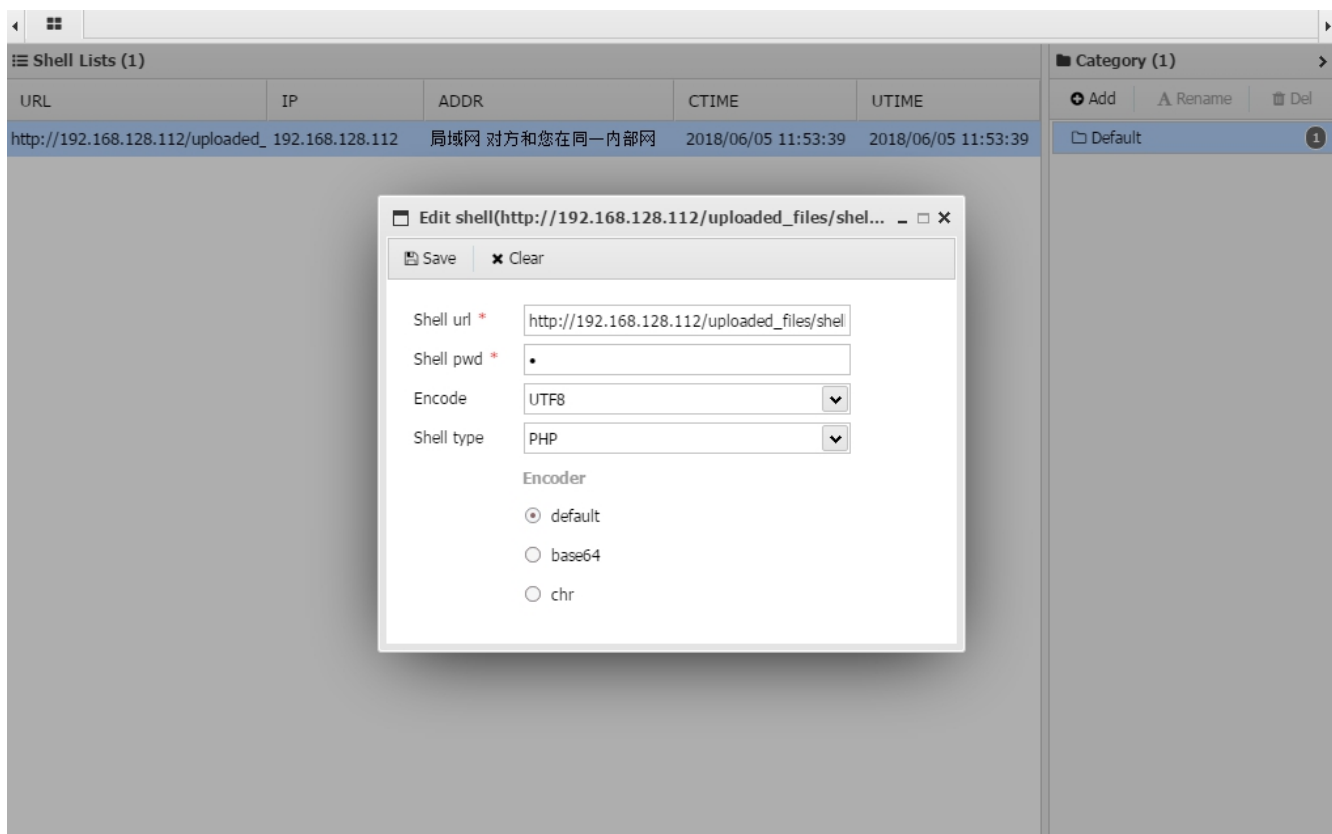 Shell Lists (1)
Category (1)
URL IP ADDR CTIME UTIME
Add Rename Del
http://192.168.128.112/uploaded_ 192.168.128.112 局域网 对方和您在同一内部网 2018/06/05 11:53:39 2018/06/05 11:53:39
Default 1
Edit shell(http://192.168.128.112/uploaded_files/shel...
Save Clear
Shell url * http://192.168.128.112/uploaded_files/shel
Shell pwd * •
Encode UTF8
Shell type PHP
Encoder
default
base64
chr